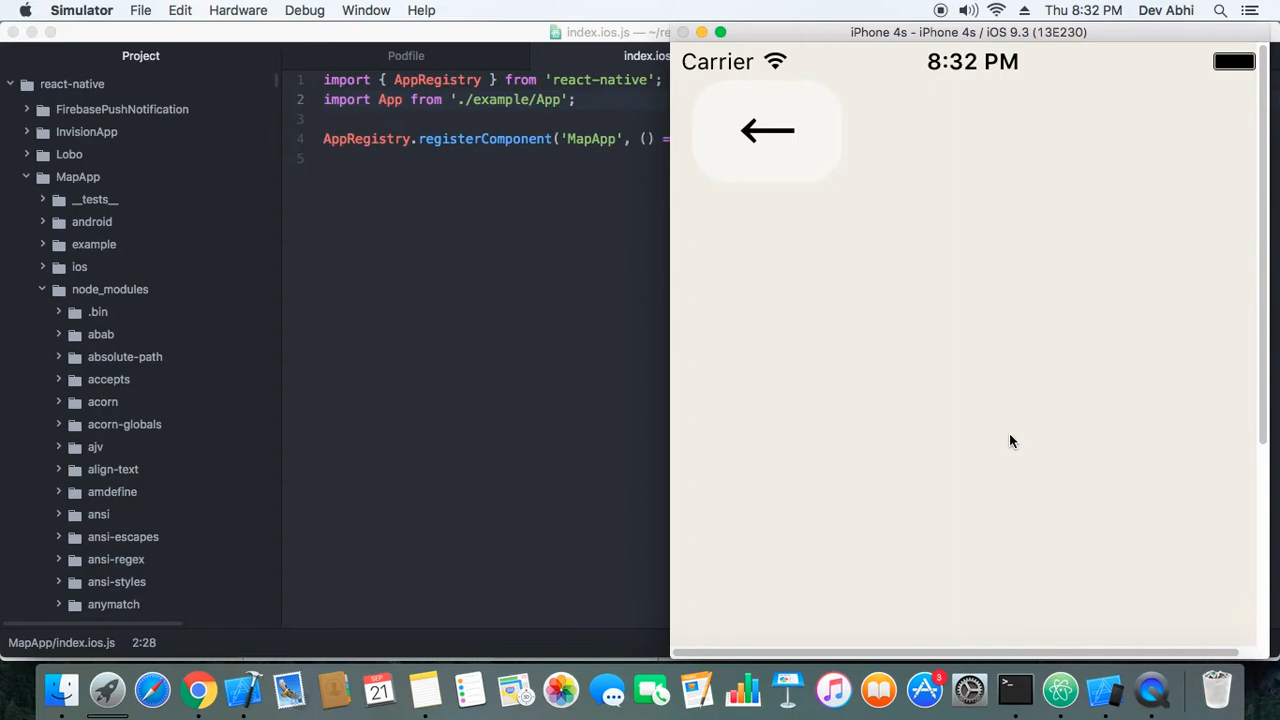 Simulator File Edit Hardware Debug Window Help Thu 8:32 PM Dev Abhi
index.ios.js — ~/re
iPhone 4s - iPhone 4s / iOS 9.3 (13E230)
Project
Podfile
index.ios
Carrier
8:32 PM
react-native
FirebasePushNotification
InvisionApp
Lobo
MapApp
__tests__
android
example
ios
node_modules
.bin
abab
absolute-path
accepts
acorn
acorn-globals
ajv
align-text
amdefine
ansi
ansi-escapes
ansi-regex
ansi-styles
anymatch
1 import { AppRegistry } from 'react-native';
2 import App from './example/App';
3
4 AppRegistry.registerComponent('MapApp', () =
5
MapApp/index.ios.js 2:28
SEP
21
3